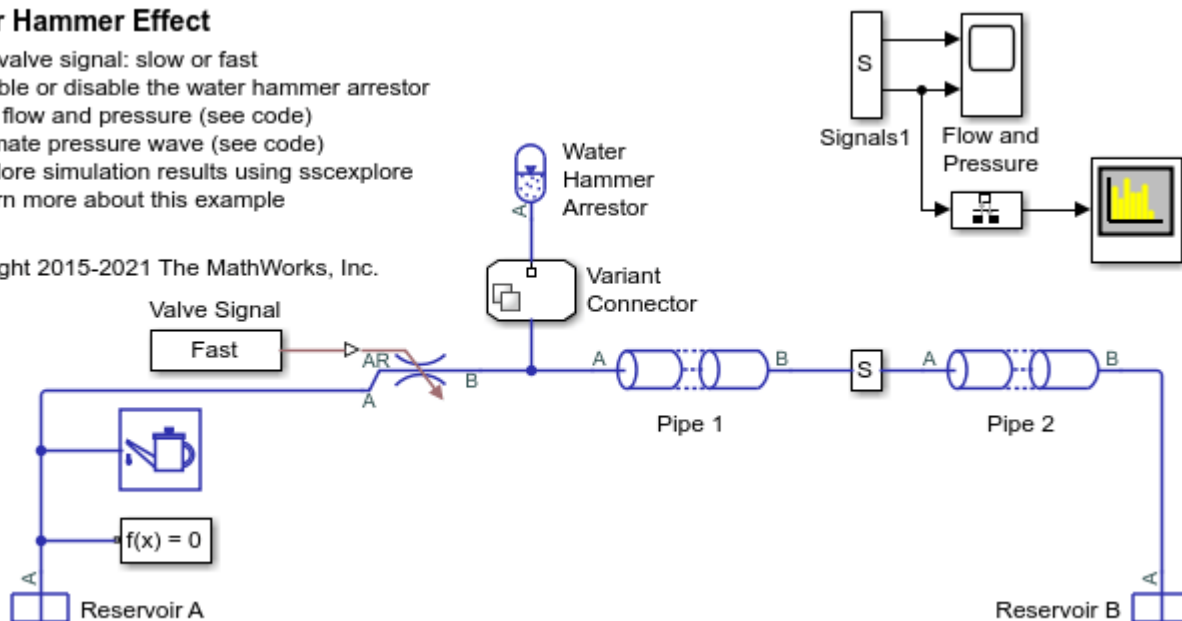 r Hammer Effect
valve signal: slow or fast
ble or disable the water hammer arrestor
flow and pressure (see code)
mate pressure wave (see code)
lore simulation results using sscexplore
rn more about this example
ght 2015-2021 The MathWorks, Inc.
S
Signals1
Flow and
Pressure
Water
Hammer
Arrestor
A
Variant
Connector
Valve Signal
Fast
AR
A
B
A
B
Pipe 1
S
A
B
Pipe 2
f(x) = 0
A
Reservoir A
A
Reservoir B